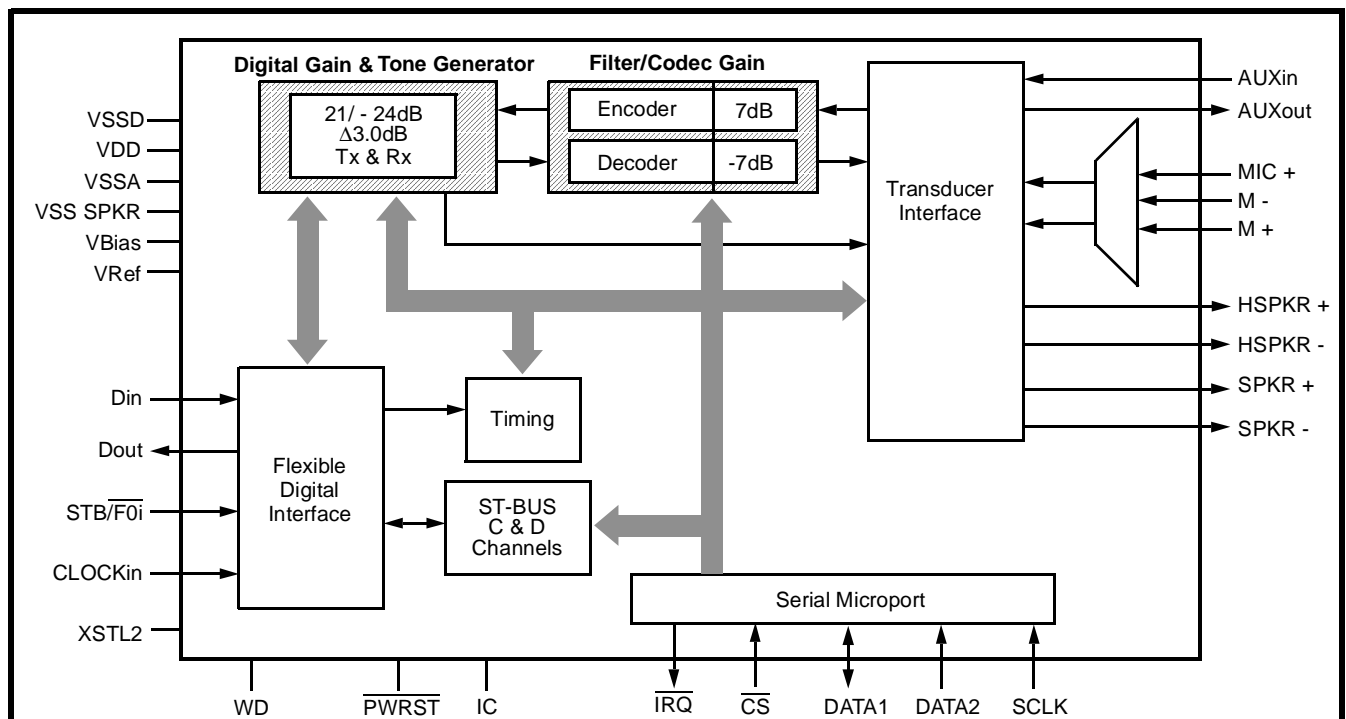 Digital Gain & Tone Generator
Filter/Codec Gain
21/ - 24dB
Δ3.0dB
Tx & Rx
Encoder
7dB
Decoder
-7dB
Transducer
Interface
AUXin
AUXout
MIC +
M -
M +
HSPKR +
HSPKR -
SPKR +
SPKR -
VSSD
VDD
VSSA
VSS SPKR
VBias
VRef
Din
Dout
STB/F0i
CLOCKin
XSTL2
Flexible
Digital
Interface
Timing
ST-BUS
C & D
Channels
Serial Microport
WD
PWRST
IC
IRQ
CS
DATA1
DATA2
SCLK